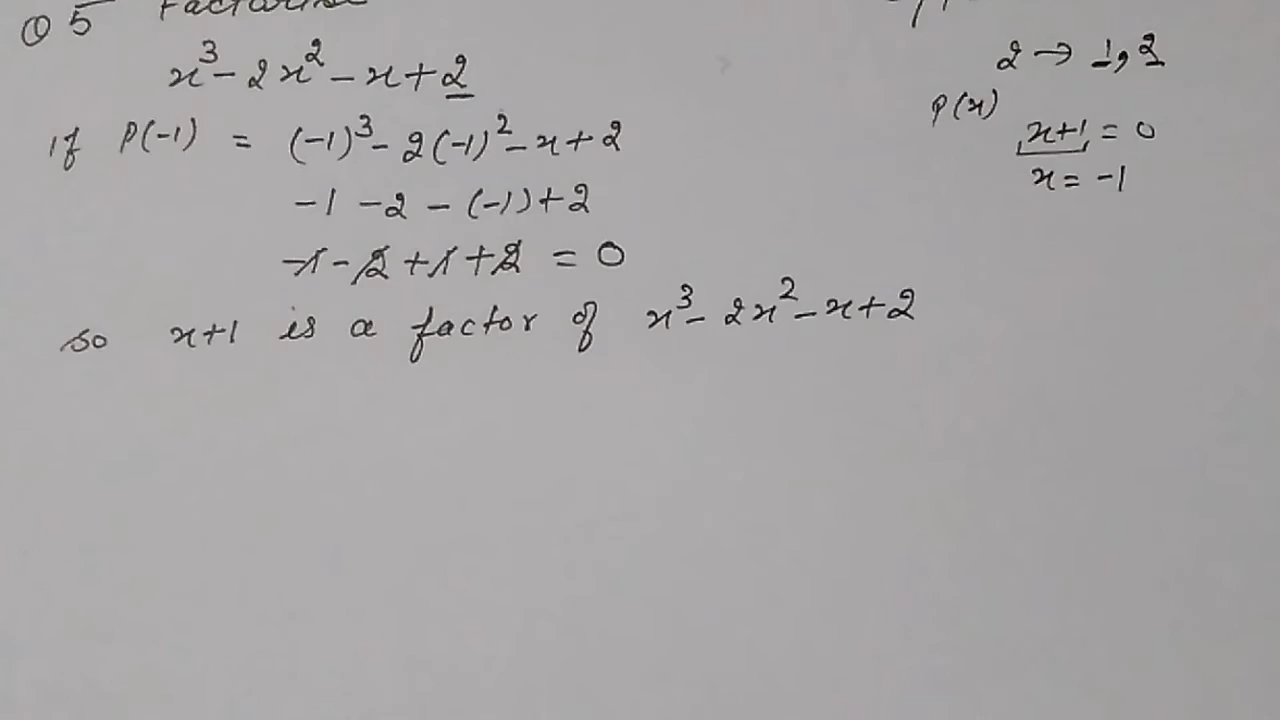 Q 5 Factorise
x³ - 2x² - x + 2
2 → 1, 2
P(x)
x+1 = 0
x = -1
if P(-1) = (-1)³ - 2(-1)² - x + 2
-1 - 2 - (-1) + 2
-1 - 2 + 1 + 2 = 0
so x+1 is a factor of x³ - 2x² - x + 2